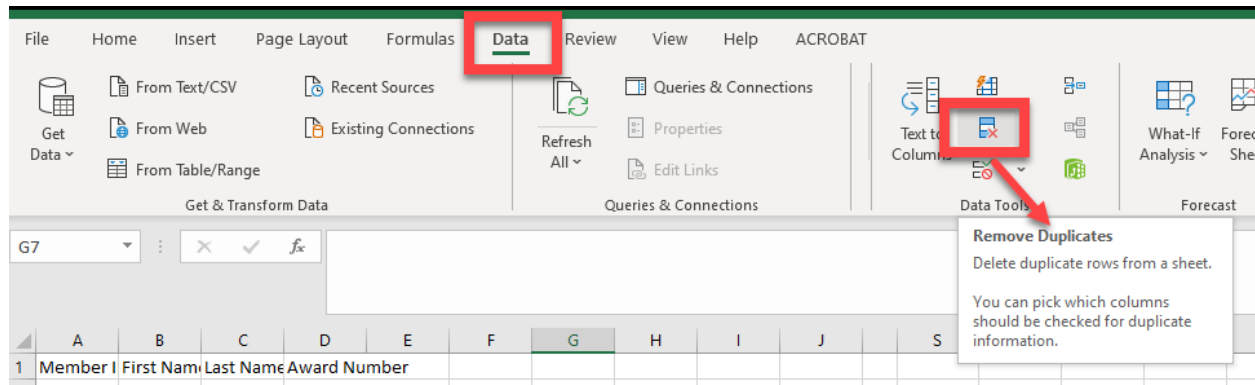 File Home Insert Page Layout Formulas Data Review View Help ACROBAT
Get
Data
From Text/CSV
From Web
From Table/Range
Recent Sources
Existing Connections
Get & Transform Data
Refresh
All
Queries & Connections
Properties
Edit Links
Queries & Connections
Text to
Columns
Data Tools
What-If
Analysis
Forec
She
Forecast
Remove Duplicates
Delete duplicate rows from a sheet.
You can pick which columns
should be checked for duplicate
information.
G7
fx
A B C D E F G H I J S
1 Member I First Nam Last Name Award Number